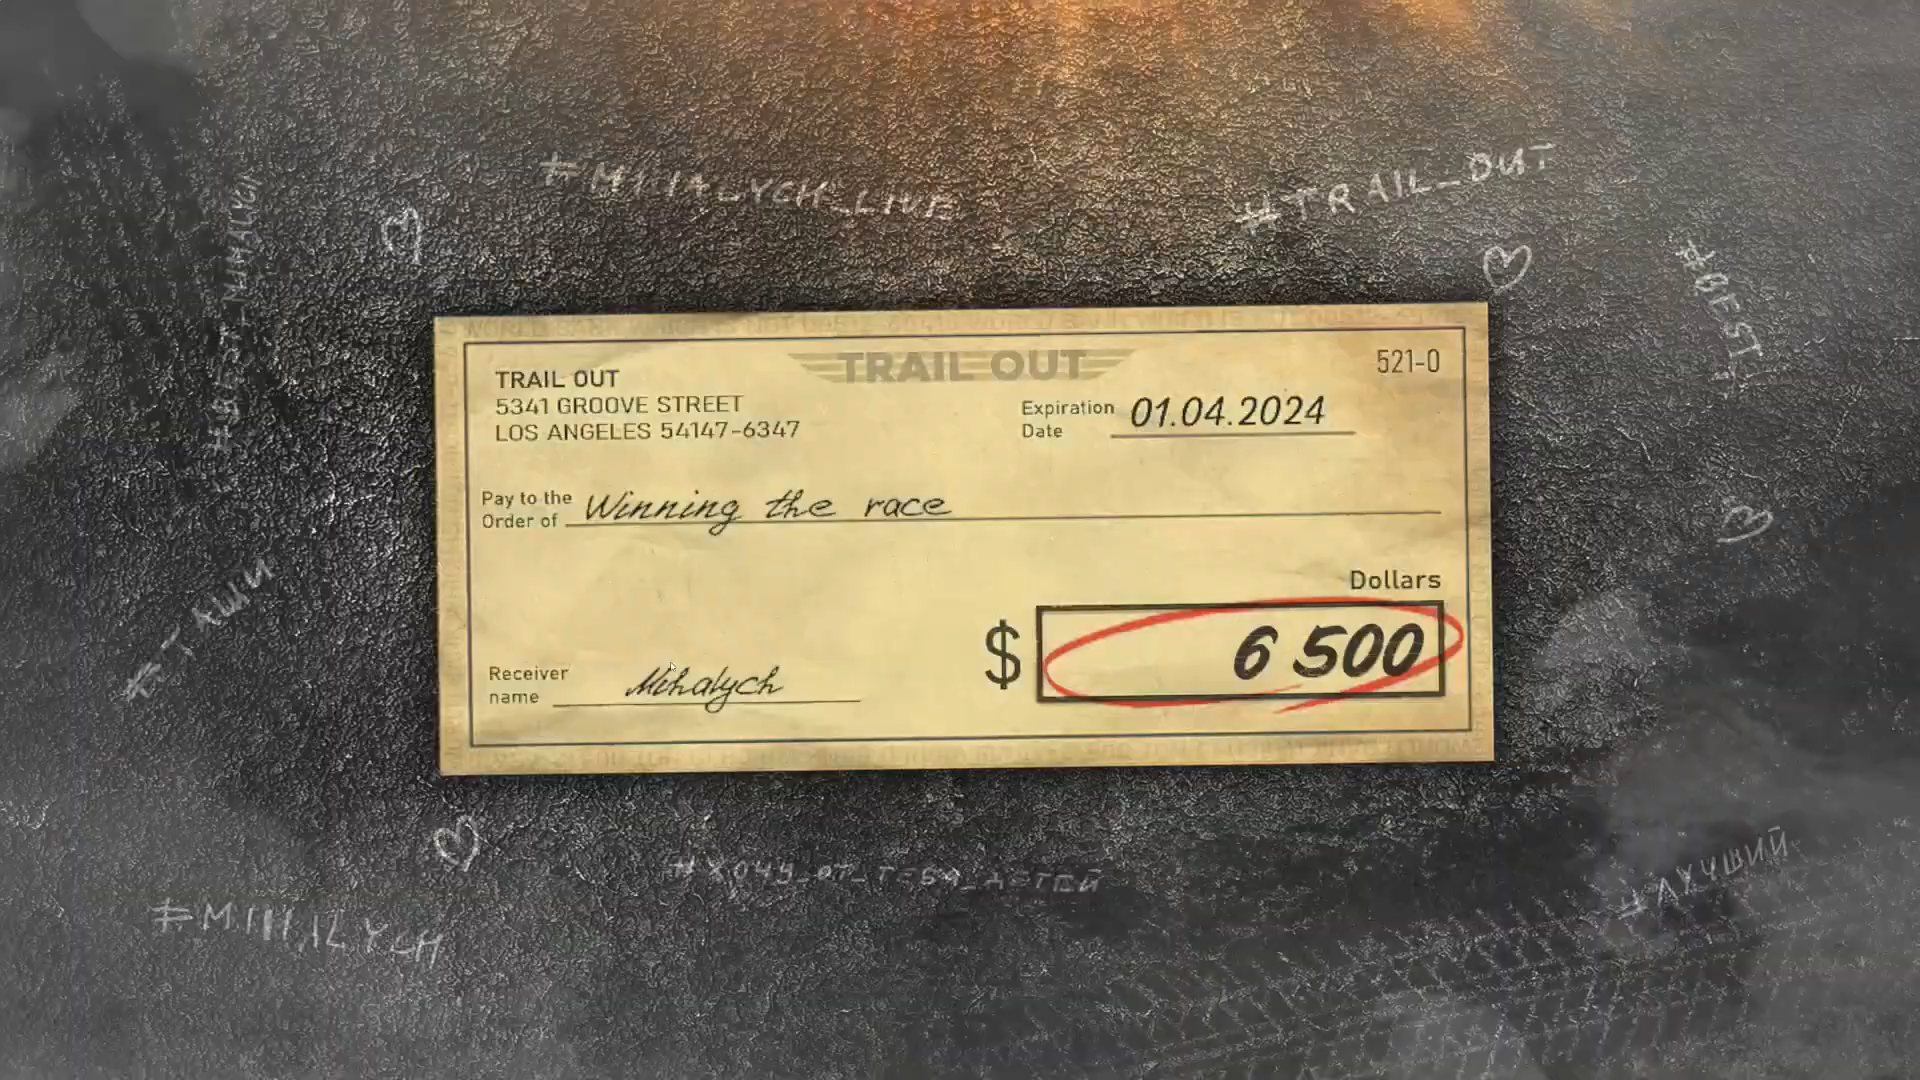 #MIHALYCH_LIVE
#TRAIL_OUT
#BEST
TRAIL OUT
521-0
TRAIL OUT
5341 GROOVE STREET
LOS ANGELES 54147-6347
Expiration Date 01.04.2024
Pay to the Order of Winning the race
Dollars
$ 6 500
Receiver name Mihalych
#ТАЩИ
#ХОЧУ_ОТ_ТЕБЯ_ДЕТЕЙ
#ЛУЧШИЙ
#MIHALYCH